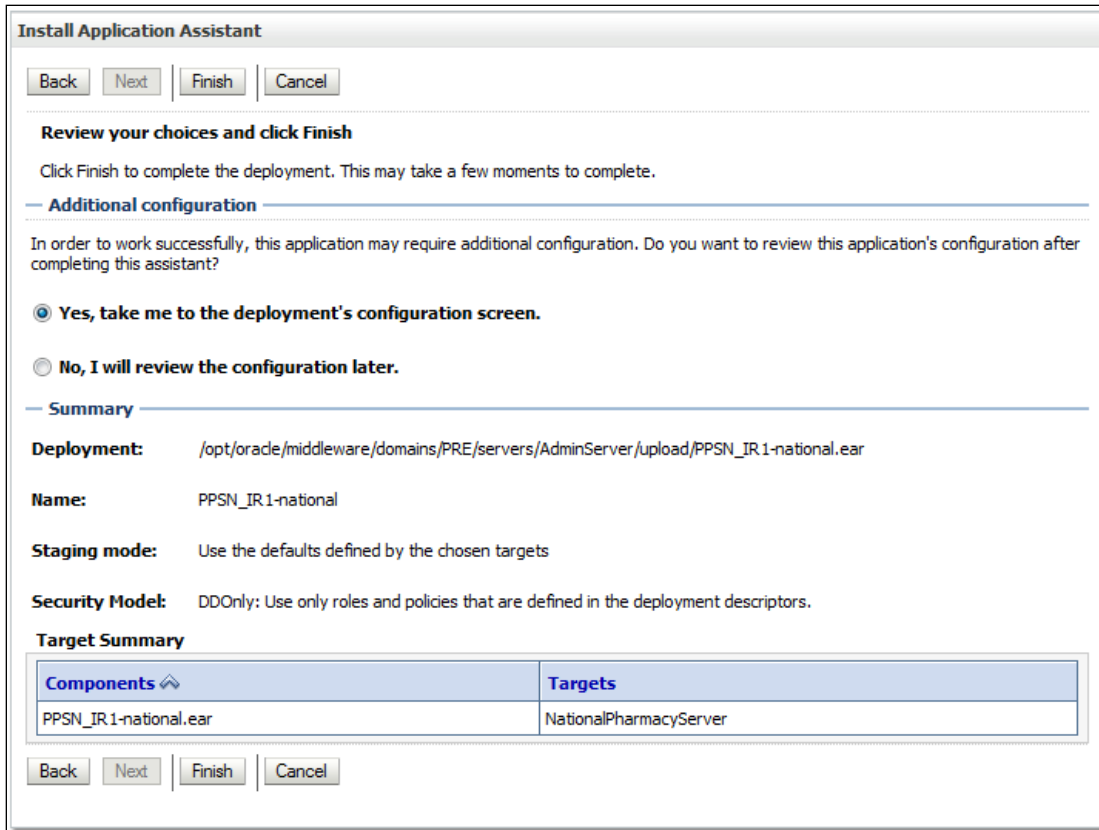 Install Application Assistant
Back Next Finish Cancel
Review your choices and click Finish
Click Finish to complete the deployment. This may take a few moments to complete.
Additional configuration
In order to work successfully, this application may require additional configuration. Do you want to review this application's configuration after
completing this assistant?
Yes, take me to the deployment's configuration screen.
No, I will review the configuration later.
Summary
Deployment: /opt/oracle/middleware/domains/PRE/servers/AdminServer/upload/PPSN_IR1-national.ear
Name: PPSN_IR1-national
Staging mode: Use the defaults defined by the chosen targets
Security Model: DDOnly: Use only roles and policies that are defined in the deployment descriptors.
Target Summary
Components Targets
PPSN_IR1-national.ear NationalPharmacyServer
Back Next Finish Cancel